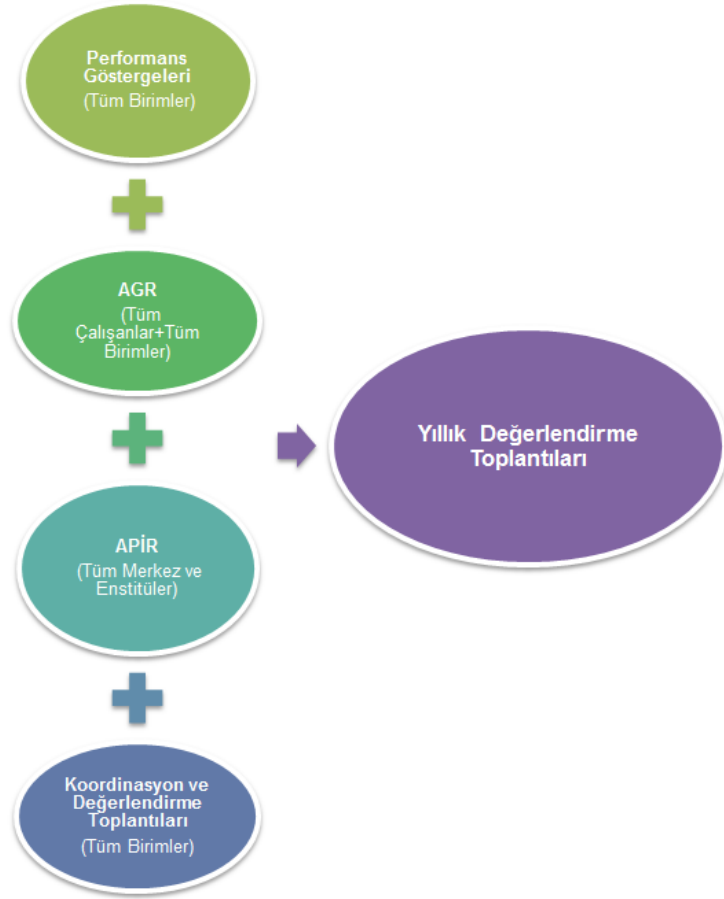 Performans
Göstergeleri
(Tüm Birimler)
AGR
(Tüm
Çalışanlar+Tüm
Birimler)
APİR
(Tüm Merkez ve
Enstitüler)
Koordinasyon ve
Değerlendirme
Toplantıları
(Tüm Birimler)
Yıllık Değerlendirme
Toplantıları